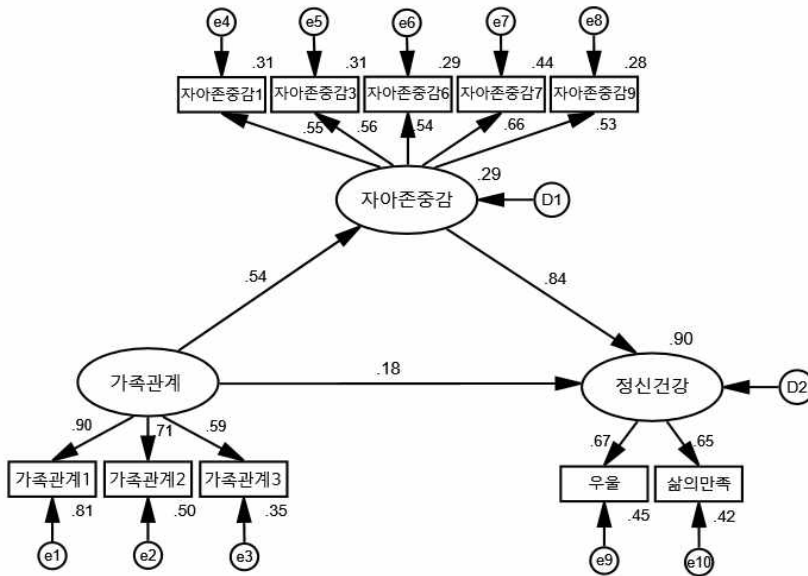 e4 e5 e6 e7 e8
.31 .31 .29 .44 .28
자아존중감1 자아존중감3 자아존중감6 자아존중감7 자아존중감9
.55 .56 .54 .66 .53
.29
자아존중감 D1
.54 .84
.90
.18
가족관계 정신건강 D2
.90 .71 .59 .67 .65
가족관계1 가족관계2 가족관계3 우울 삶의만족
.81 .50 .35 .45 .42
e1 e2 e3 e9 e10